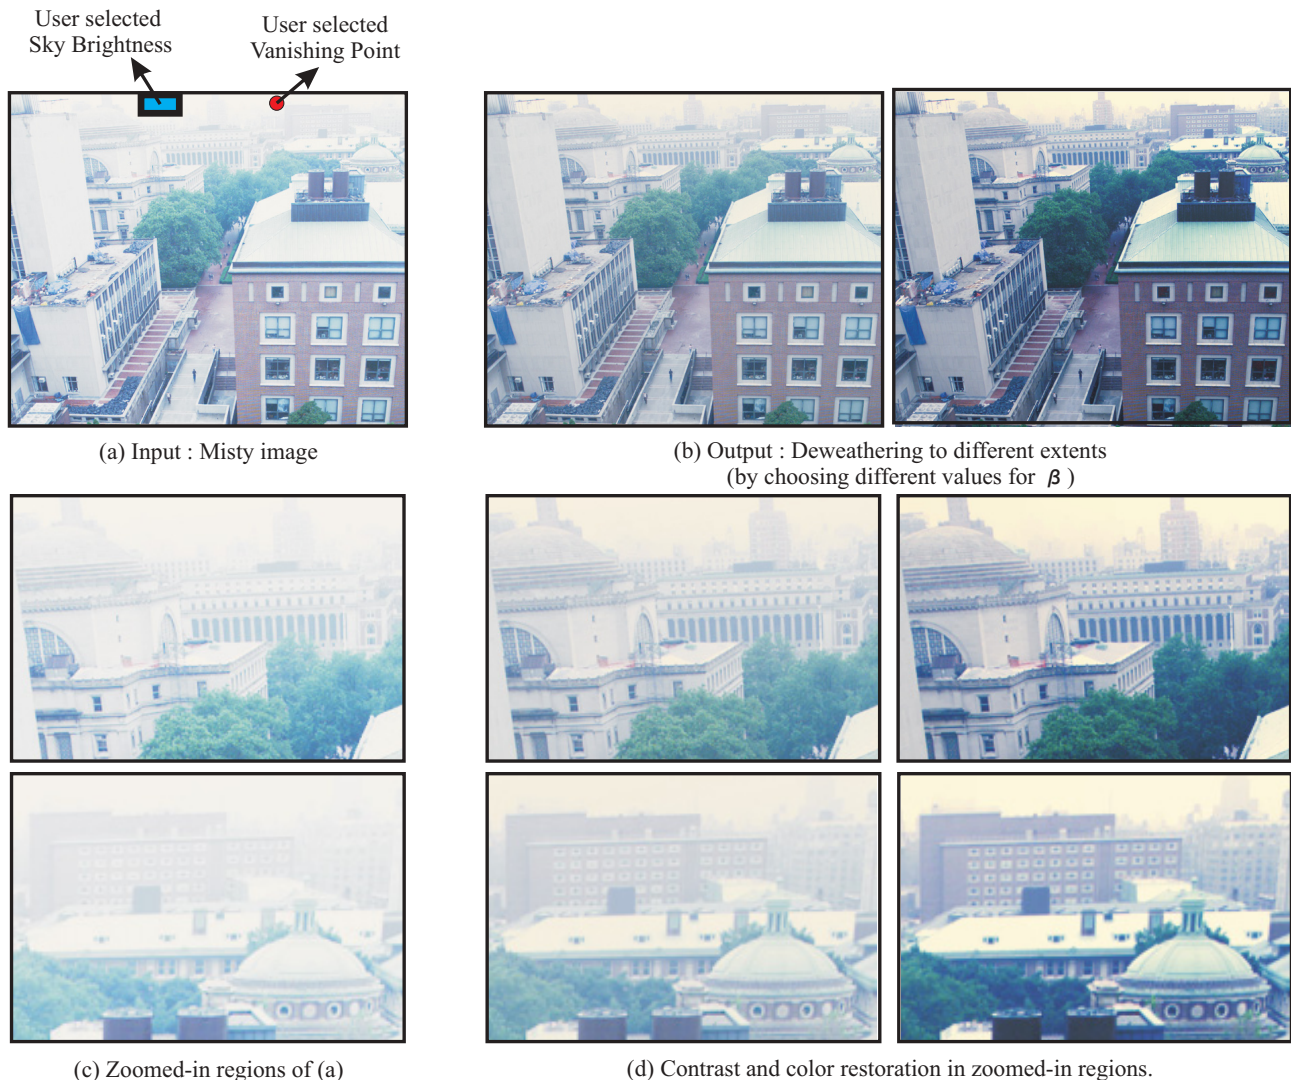 User selected
Sky Brightness
User selected
Vanishing Point
(a) Input : Misty image
(b) Output : Deweathering to different extents
(by choosing different values for β )
(c) Zoomed-in regions of (a)
(d) Contrast and color restoration in zoomed-in regions.